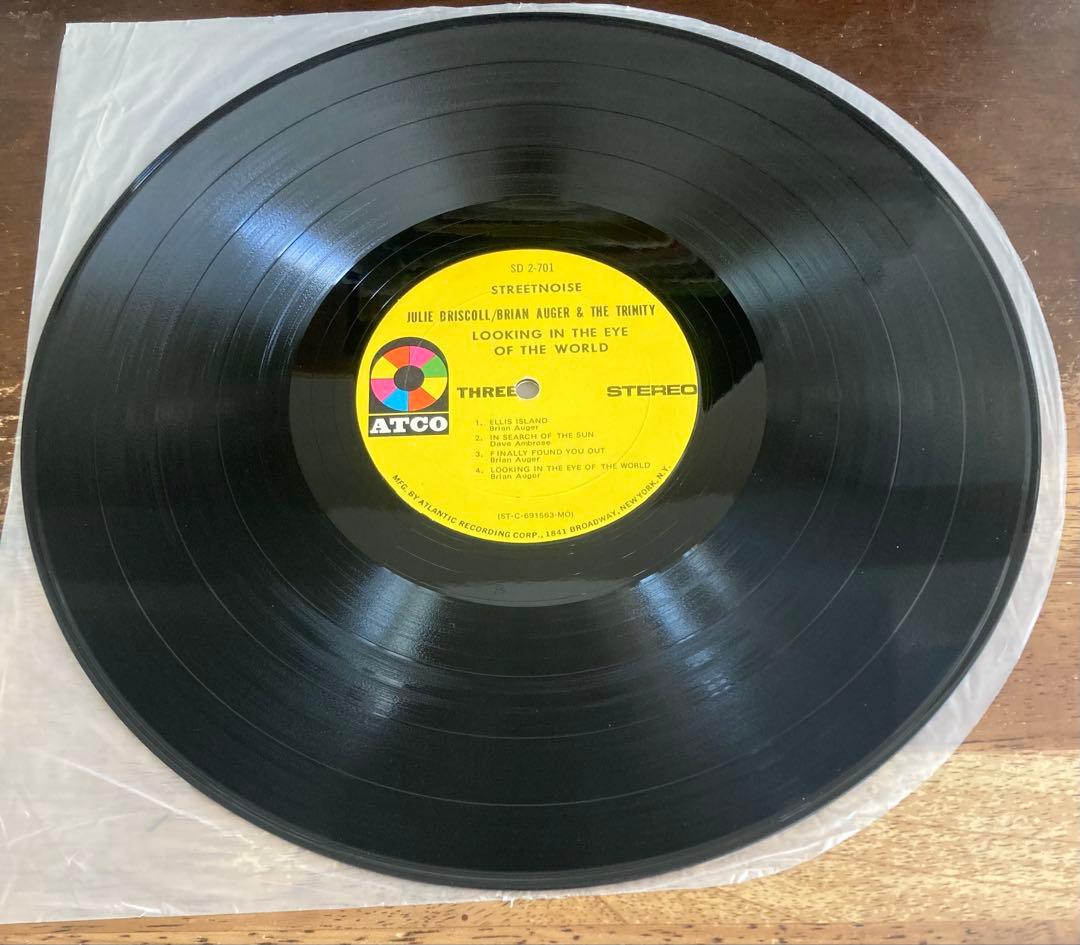 SD 2-701
STREETNOISE
JULIE DRISCOLL/BRIAN AUGER & THE TRINITY
LOOKING IN THE EYE
OF THE WORLD
THREE
STEREO
ATCO
1. ELLIS ISLAND
Brian Auger
2. IN SEARCH OF THE SUN
Dave Ambrose
3. FINALLY FOUND YOU OUT
Brian Auger
4. LOOKING IN THE EYE OF THE WORLD
Brian Auger
(ST-C-691563-MO)
MFG. BY ATLANTIC RECORDING CORP., 1841 BROADWAY, NEW YORK, N.Y.